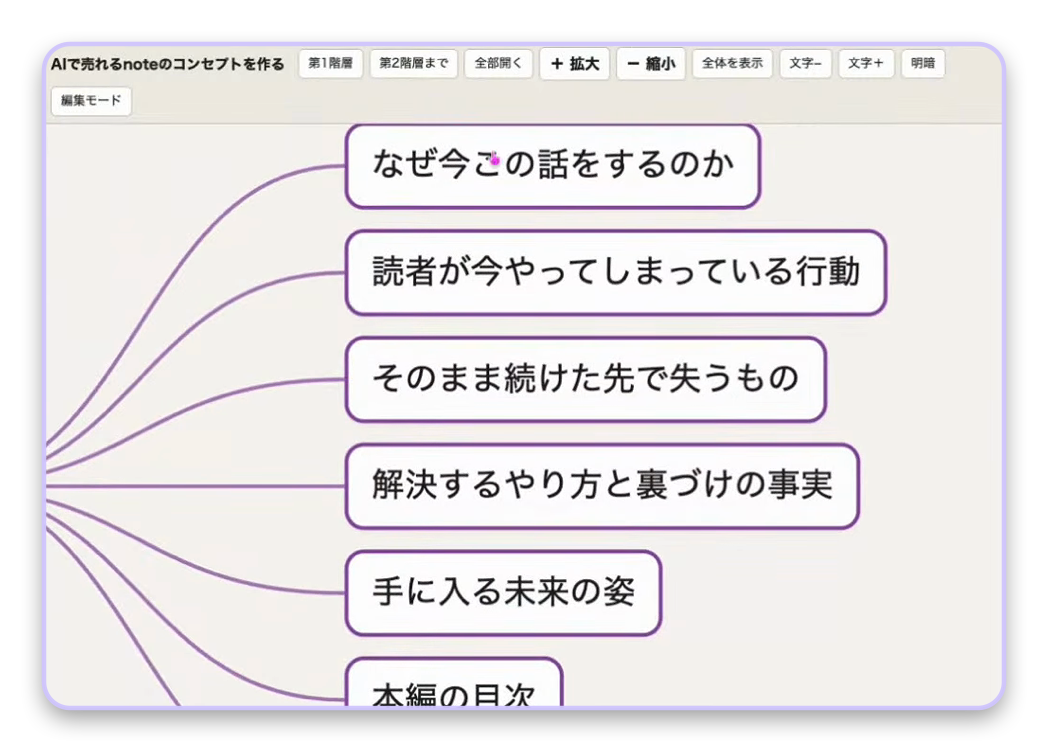 AIで売れるnoteのコンセプトを作る 第1階層 第2階層まで 全部開く + 拡大 − 縮小 全体を表示 文字− 文字+ 明暗
編集モード
なぜ今この話をするのか
読者が今やってしまっている行動
そのまま続けた先で失うもの
解決するやり方と裏づけの事実
手に入る未来の姿
本編の目次